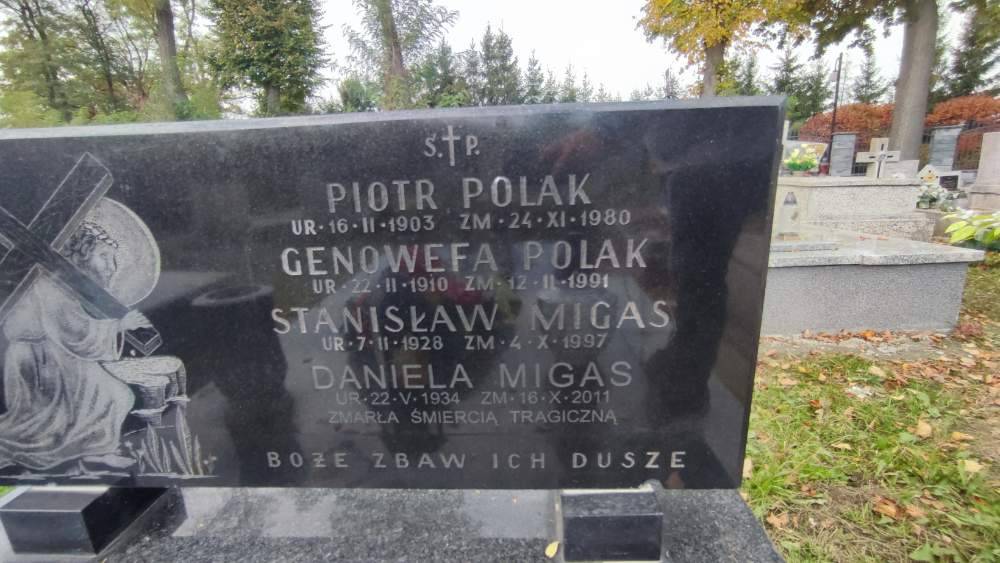 Ś.†P.
PIOTR POLAK
UR·16·II·1903 ZM·24·XI·1980
GENOWEFA POLAK
UR·22·II·1910 ZM·12·II·1991
STANISŁAW MIGAS
UR·7·II·1928 ZM·4·X·1997
DANIELA MIGAS
UR·22·V·1934 ZM·16·X·2011
ZMARŁA ŚMIERCIĄ TRAGICZNĄ
BOŻE ZBAW ICH DUSZE